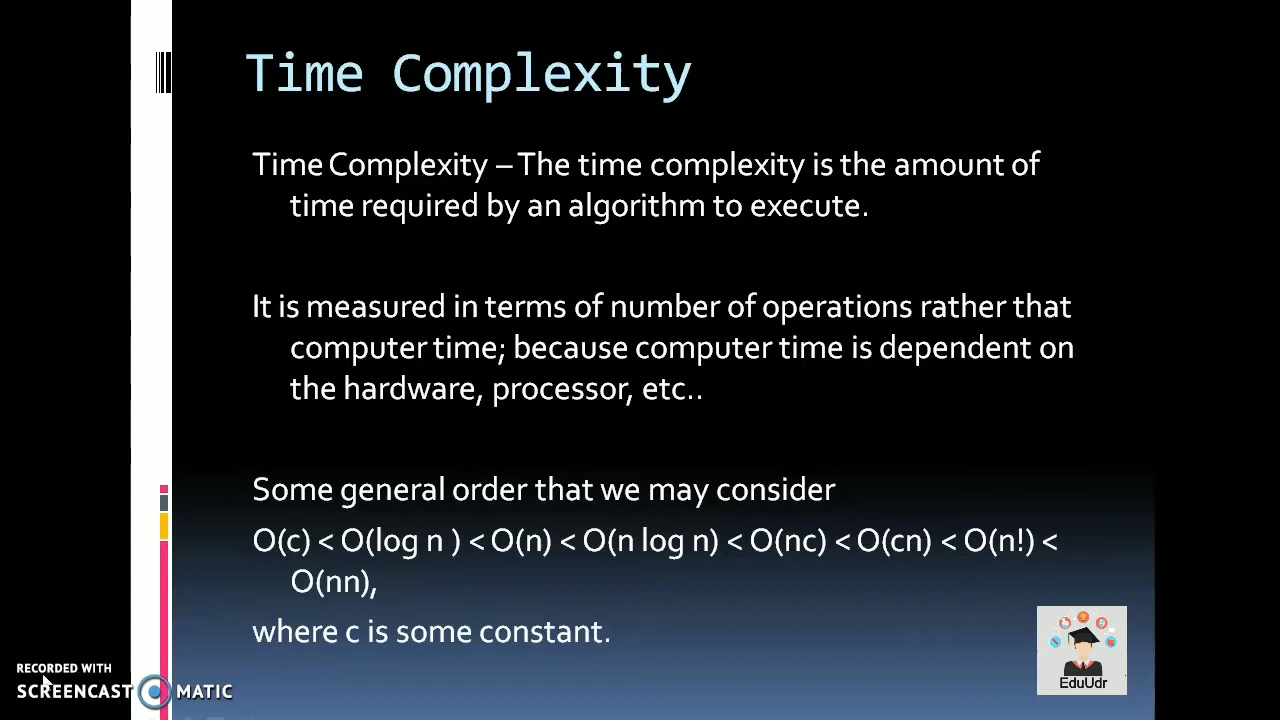 Time Complexity
Time Complexity – The time complexity is the amount of
time required by an algorithm to execute.
It is measured in terms of number of operations rather that
computer time; because computer time is dependent on
the hardware, processor, etc..
Some general order that we may consider
O(c) < O(log n ) < O(n) < O(n log n) < O(nc) < O(cn) < O(n!) <
O(nn),
where c is some constant.
EduUdr
RECORDED WITH
SCREENCAST MATIC